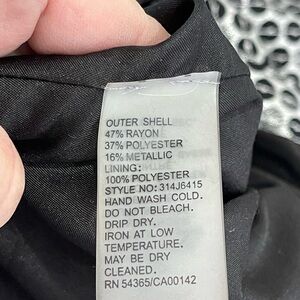 OUTER SHELL
47% RAYON
37% POLYESTER
16% METALLIC
LINING:
100% POLYESTER
STYLE NO: 314J6415
HAND WASH COLD.
DO NOT BLEACH.
DRIP DRY.
IRON AT LOW
TEMPERATURE.
MAY BE DRY
CLEANED.
RN 54365/CA00142